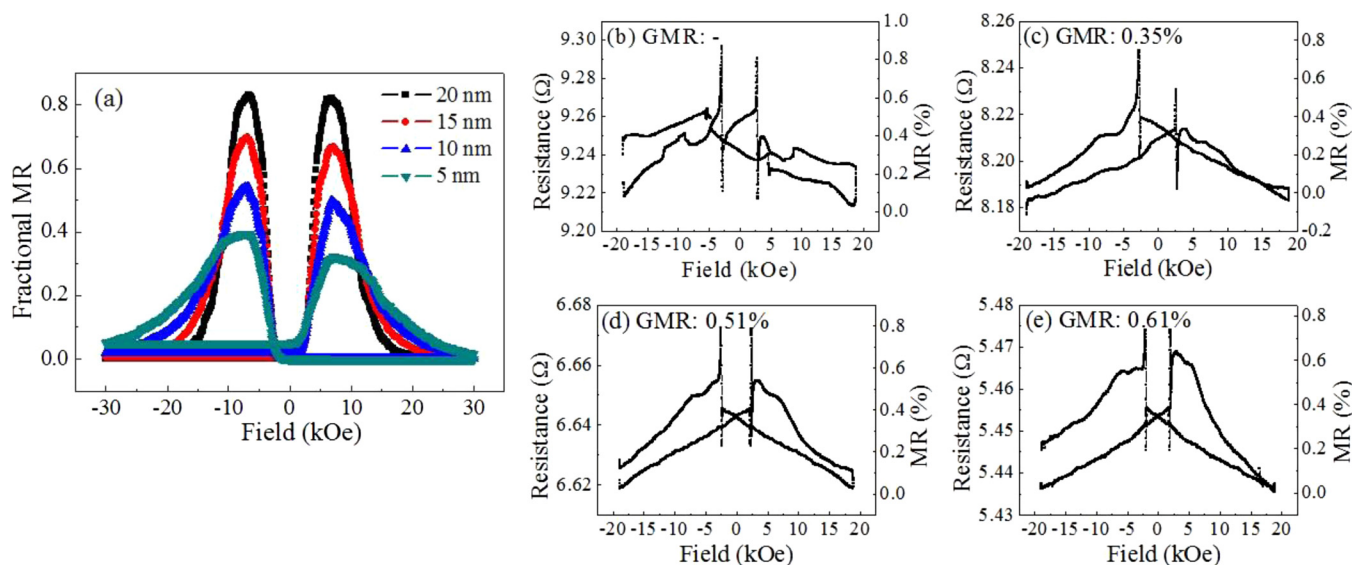 (a)
20 nm
15 nm
10 nm
5 nm
Fractional MR
0.8
0.6
0.4
0.2
0.0
-30 -20 -10 0 10 20 30
Field (kOe)
(b) GMR: -
Resistance (Ω)
9.30
9.28
9.26
9.24
9.22
9.20
MR (%)
1.0
0.8
0.6
0.4
0.2
0.0
-20 -15 -10 -5 0 5 10 15 20
Field (kOe)
(c) GMR: 0.35%
Resistance (Ω)
8.26
8.24
8.22
8.20
8.18
MR (%)
0.8
0.6
0.4
0.2
0.0
-0.2
-20 -15 -10 -5 0 5 10 15 20
Field (kOe)
(d) GMR: 0.51%
Resistance (Ω)
6.68
6.66
6.64
6.62
MR (%)
0.8
0.6
0.4
0.2
0.0
-20 -15 -10 -5 0 5 10 15 20
Field (kOe)
(e) GMR: 0.61%
Resistance (Ω)
5.48
5.47
5.46
5.45
5.44
5.43
MR (%)
0.8
0.6
0.4
0.2
0.0
-20 -15 -10 -5 0 5 10 15 20
Field (kOe)